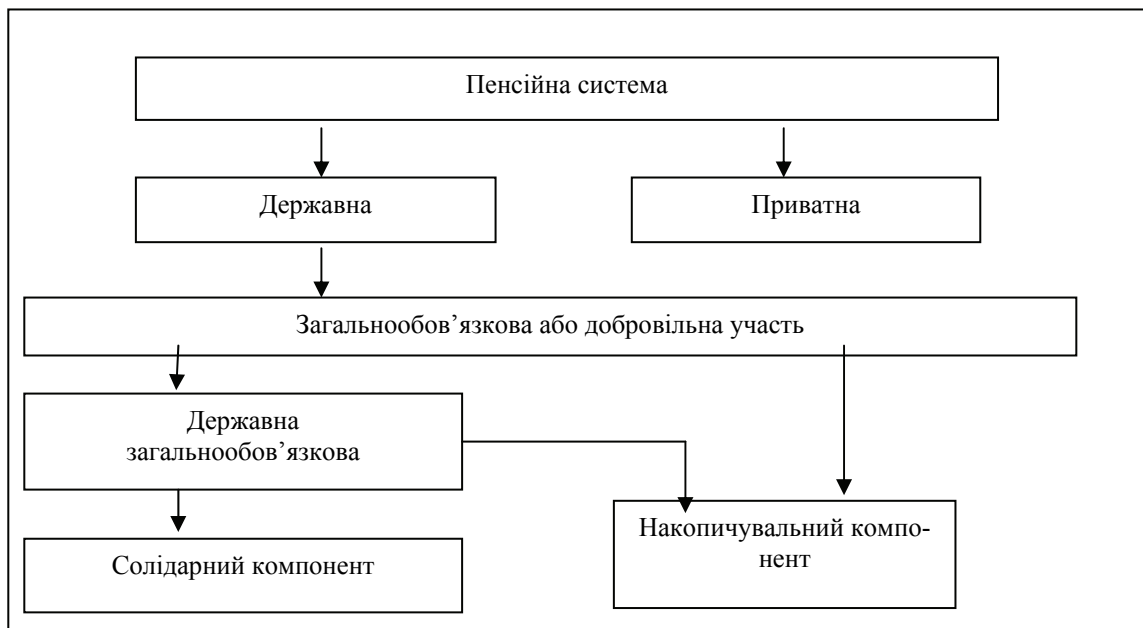 Пенсійна система
Державна
Приватна
Загальнообов’язкова або добровільна участь
Державна
загальнообов’язкова
Накопичувальний компо-
нент
Солідарний компонент